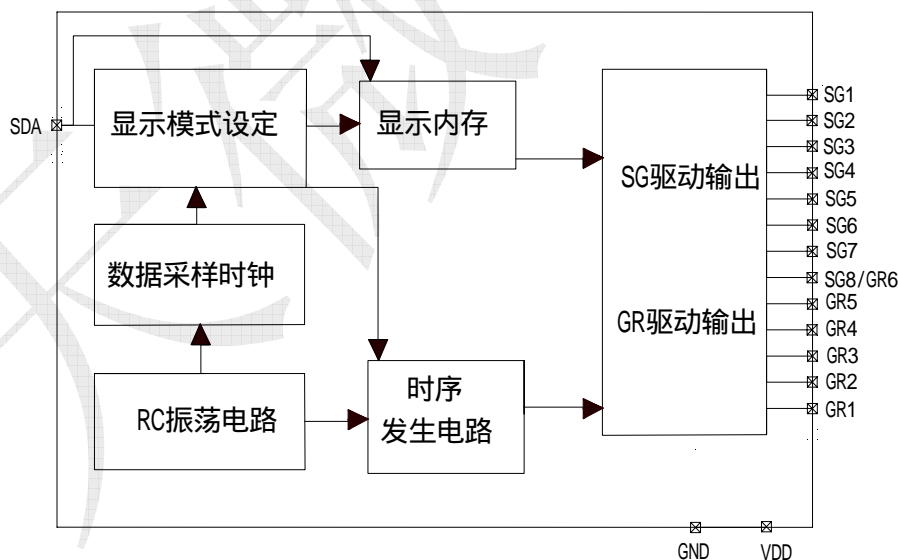 SDA
显示模式设定
显示内存
数据采样时钟
RC振荡电路
时序
发生电路
SG驱动输出
GR驱动输出
SG1
SG2
SG3
SG4
SG5
SG6
SG7
SG8/GR6
GR5
GR4
GR3
GR2
GR1
GND
VDD